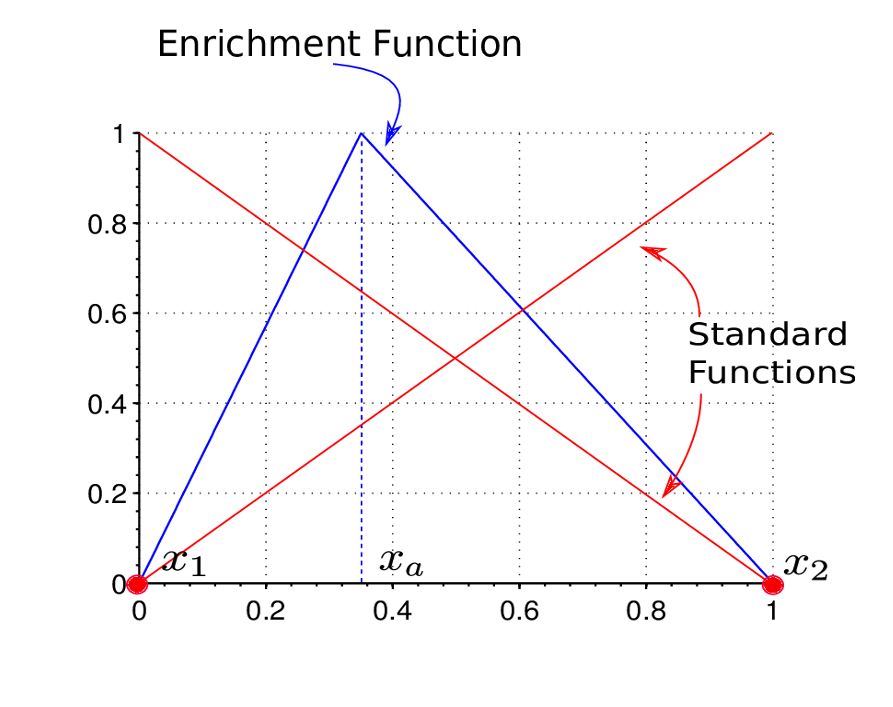 Enrichment Function
1
0.8
0.6
Standard
Functions
0.4
0.2
x₁
xₐ
x₂
0
0
0.2
0.4
0.6
0.8
1